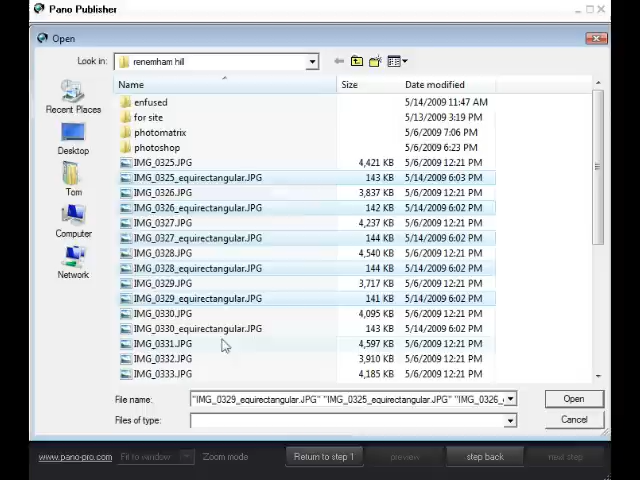 Pano Publisher
Open
Look in: renemham hill
Name Size Date modified
enfused 5/14/2009 11:47 AM
for site 5/13/2009 3:19 PM
photomatrix 5/6/2009 7:06 PM
photoshop 5/6/2009 6:23 PM
IMG_0325.JPG 4,421 KB 5/6/2009 12:21 PM
IMG_0325_equirectangular.JPG 143 KB 5/14/2009 6:03 PM
IMG_0326.JPG 3,837 KB 5/6/2009 12:21 PM
IMG_0326_equirectangular.JPG 142 KB 5/14/2009 6:02 PM
IMG_0327.JPG 4,237 KB 5/6/2009 12:21 PM
IMG_0327_equirectangular.JPG 144 KB 5/14/2009 6:02 PM
IMG_0328.JPG 4,540 KB 5/6/2009 12:21 PM
IMG_0328_equirectangular.JPG 144 KB 5/14/2009 6:02 PM
IMG_0329.JPG 3,717 KB 5/6/2009 12:21 PM
IMG_0329_equirectangular.JPG 141 KB 5/14/2009 6:02 PM
IMG_0330.JPG 4,095 KB 5/6/2009 12:21 PM
IMG_0330_equirectangular.JPG 143 KB 5/14/2009 6:02 PM
IMG_0331.JPG 4,597 KB 5/6/2009 12:21 PM
IMG_0332.JPG 3,910 KB 5/6/2009 12:21 PM
IMG_0333.JPG 4,185 KB 5/6/2009 12:21 PM
Recent Places
Desktop
Tom
Computer
Network
File name: "IMG_0329_equirectangular.JPG" "IMG_0325_equirectangular.JPG" "IMG_0326_ Open
Files of type: Cancel
www.pano-pro.com Fit to window Zoom mode Return to step 1 preview step back next step